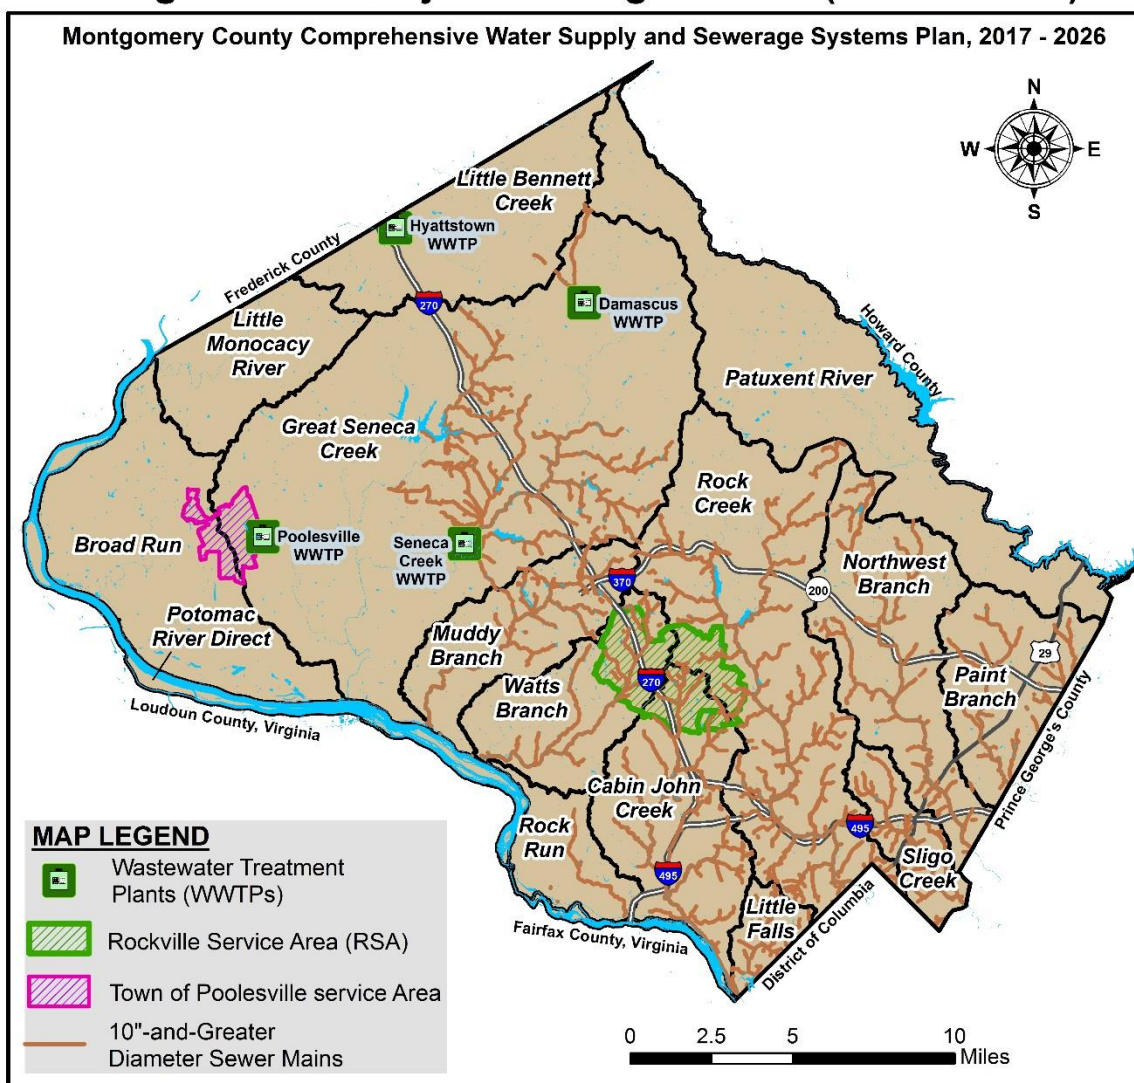 Montgomery County Comprehensive Water Supply and Sewerage Systems Plan, 2017 - 2026
N
W
E
S
Little Bennett
Creek
Hyattstown
WWTP
Frederick County
270
Damascus
WWTP
Little
Monocacy
River
Howard County
Patuxent River
Great Seneca
Creek
Rock
Creek
Broad Run
Poolesville
WWTP
Seneca
Creek
WWTP
Northwest
Branch
370
200
Potomac
River Direct
Muddy
Branch
29
Watts
Branch
270
Paint
Branch
Loudoun County, Virginia
Prince George's County
Cabin John
Creek
Rock
Run
495
495
Sligo
Creek
Little
Falls
District of Columbia
Fairfax County, Virginia
MAP LEGEND
Wastewater Treatment
Plants (WWTPs)
Rockville Service Area (RSA)
Town of Poolesville service Area
10"-and-Greater
Diameter Sewer Mains
0 2.5 5 10
Miles